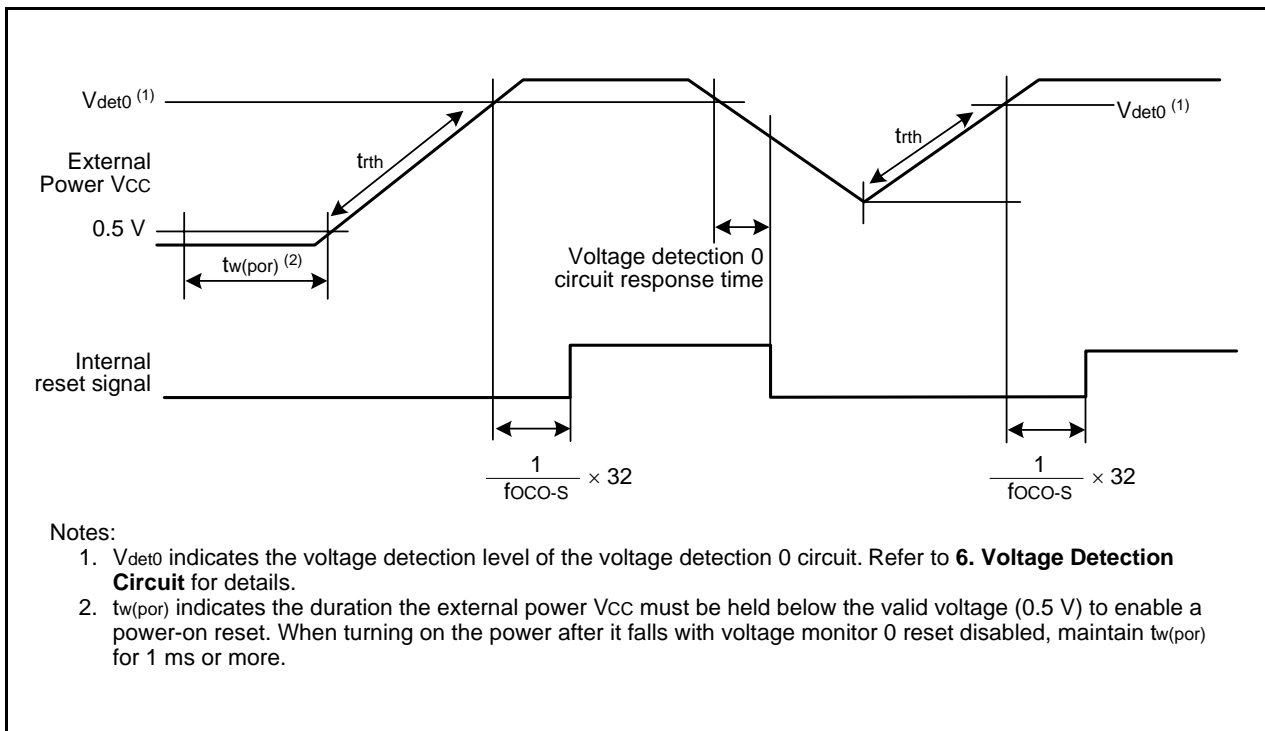 Vdet0 (1)
Vdet0 (1)
trth
trth
External
Power VCC
0.5 V
tw(por) (2)
Voltage detection 0
circuit response time
Internal
reset signal
1
fOCO-S
× 32
1
fOCO-S
× 32
Notes:
1. Vdet0 indicates the voltage detection level of the voltage detection 0 circuit. Refer to 6. Voltage Detection
Circuit for details.
2. tw(por) indicates the duration the external power VCC must be held below the valid voltage (0.5 V) to enable a
power-on reset. When turning on the power after it falls with voltage monitor 0 reset disabled, maintain tw(por)
for 1 ms or more.